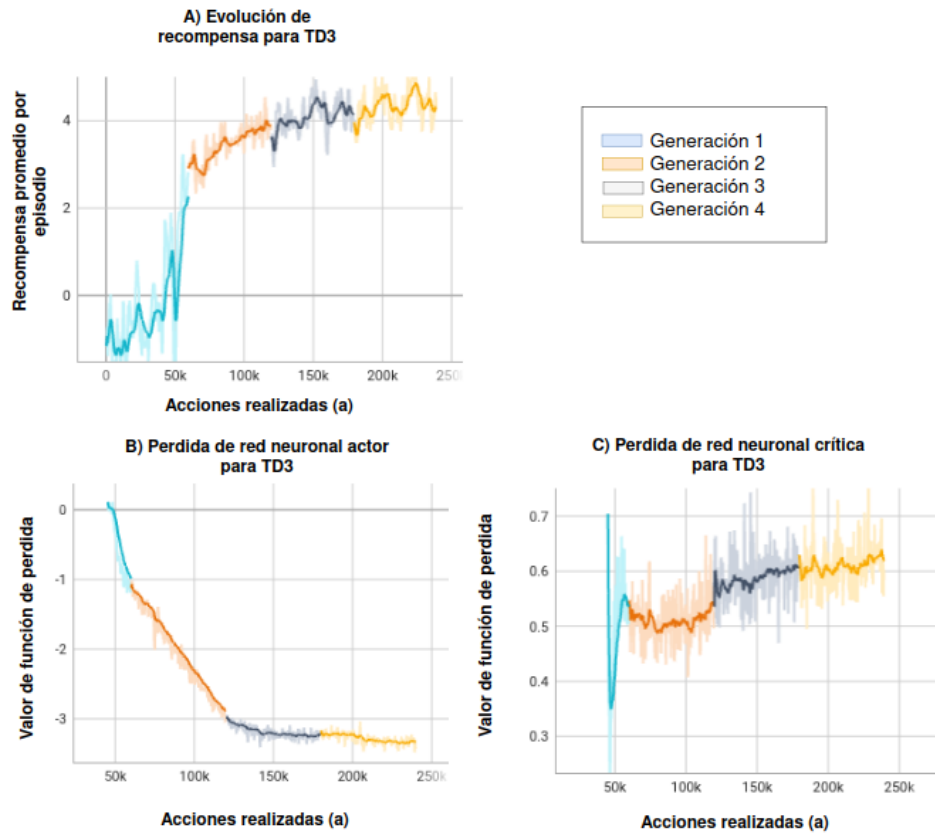 A) Evolución de
recompensa para TD3
Recompensa promedio por
episodio
4
2
0
0
50k
100k
150k
200k
250k
Acciones realizadas (a)
Generación 1
Generación 2
Generación 3
Generación 4
B) Perdida de red neuronal actor
para TD3
Valor de función de perdida
0
-1
-2
-3
50k
100k
150k
200k
250k
Acciones realizadas (a)
C) Perdida de red neuronal crítica
para TD3
Valor de función de perdida
0.7
0.6
0.5
0.4
0.3
50k
100k
150k
200k
250k
Acciones realizadas (a)